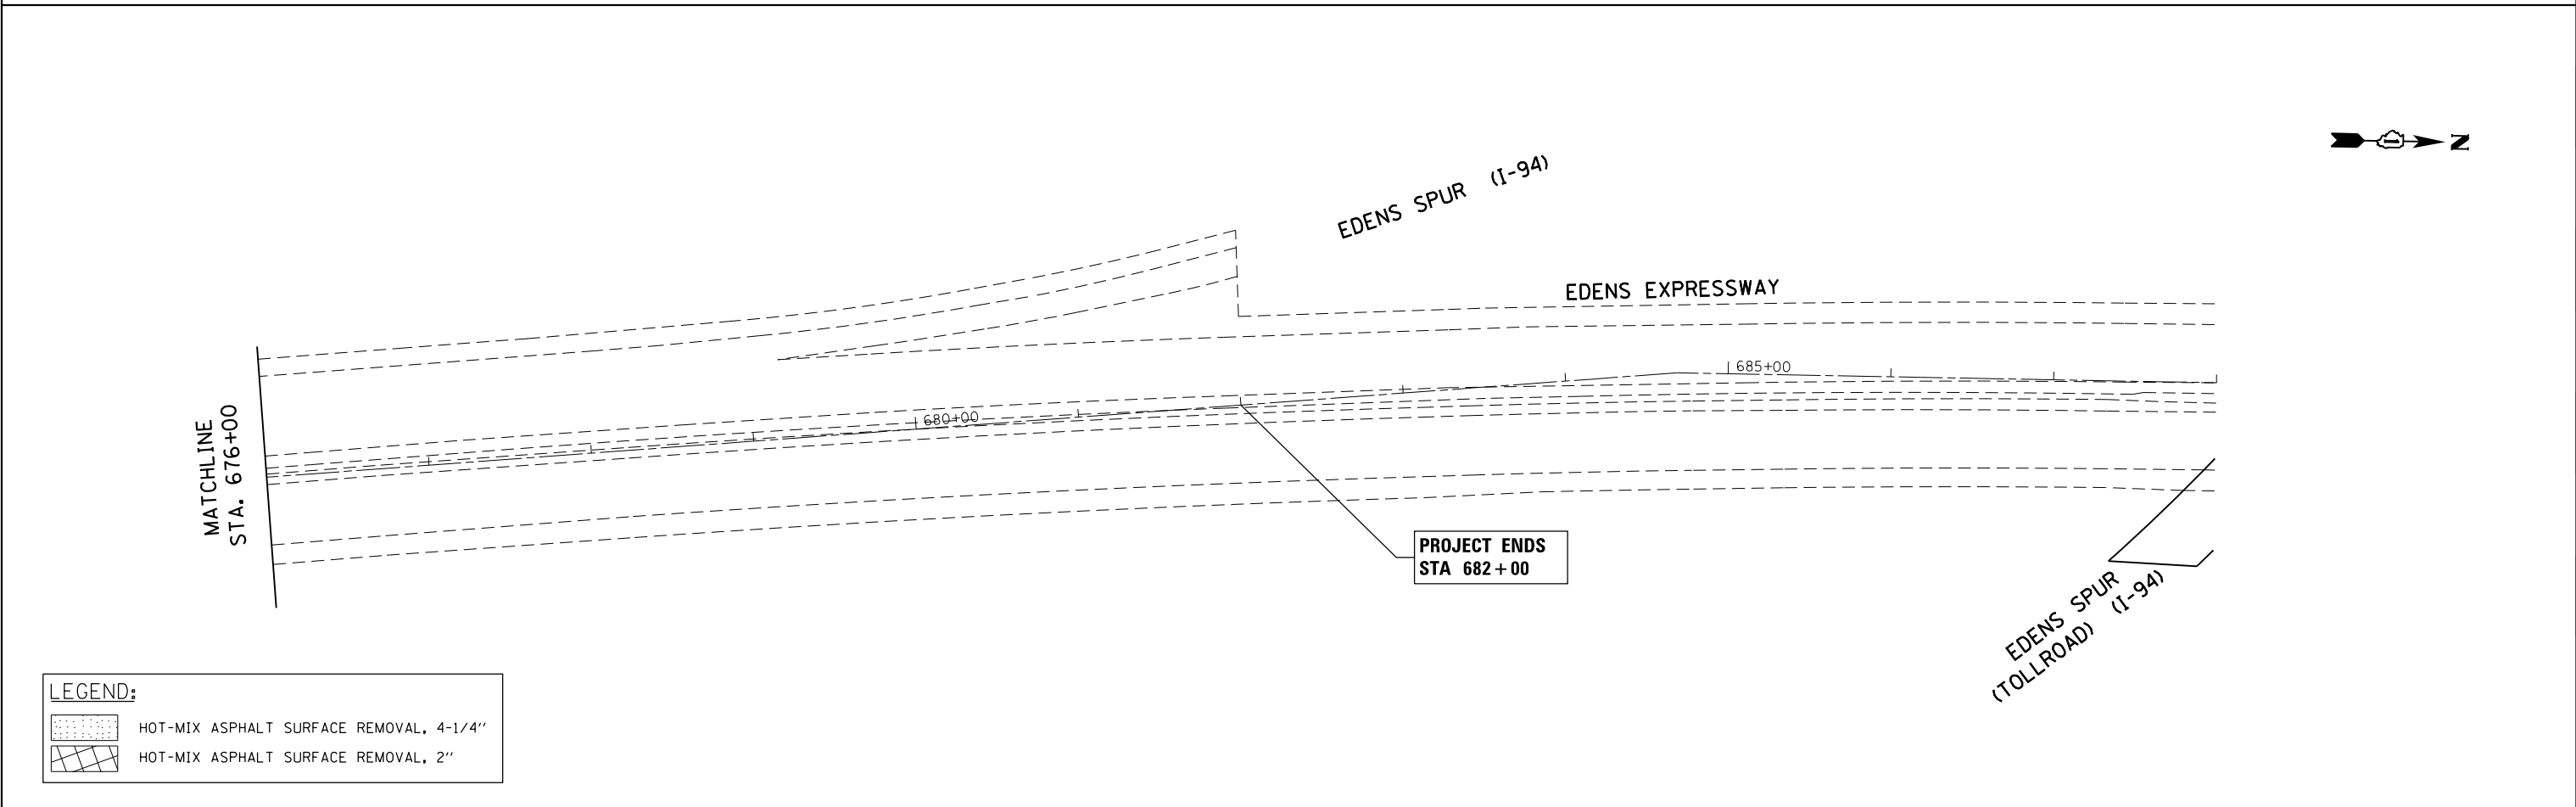 N
EDENS SPUR (I-94)
EDENS EXPRESSWAY
685+00
680+00
MATCHLINE
STA. 676+00
PROJECT ENDS
STA 682+00
EDENS SPUR (I-94)
(TOLLROAD)
LEGEND:
HOT-MIX ASPHALT SURFACE REMOVAL, 4-1/4"
HOT-MIX ASPHALT SURFACE REMOVAL, 2"